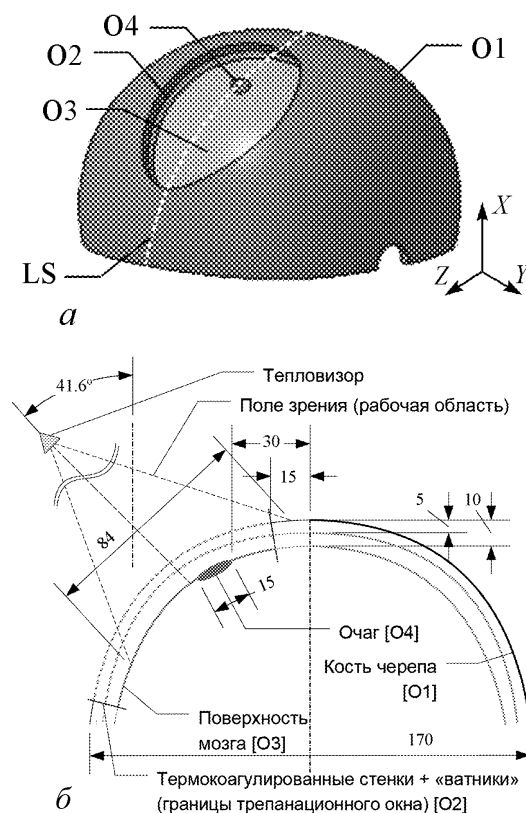 O4
O2
O1
O3
X
Z
Y
LS
а
41.6°
Тепловизор
Поле зрения (рабочая область)
30
15
5
10
84
15
Очаг [O4]
Кость черепа
[O1]
Поверхность
мозга [O3]
170
Термокоагулированные стенки + «ватники»
(границы трепанационного окна) [O2]
б